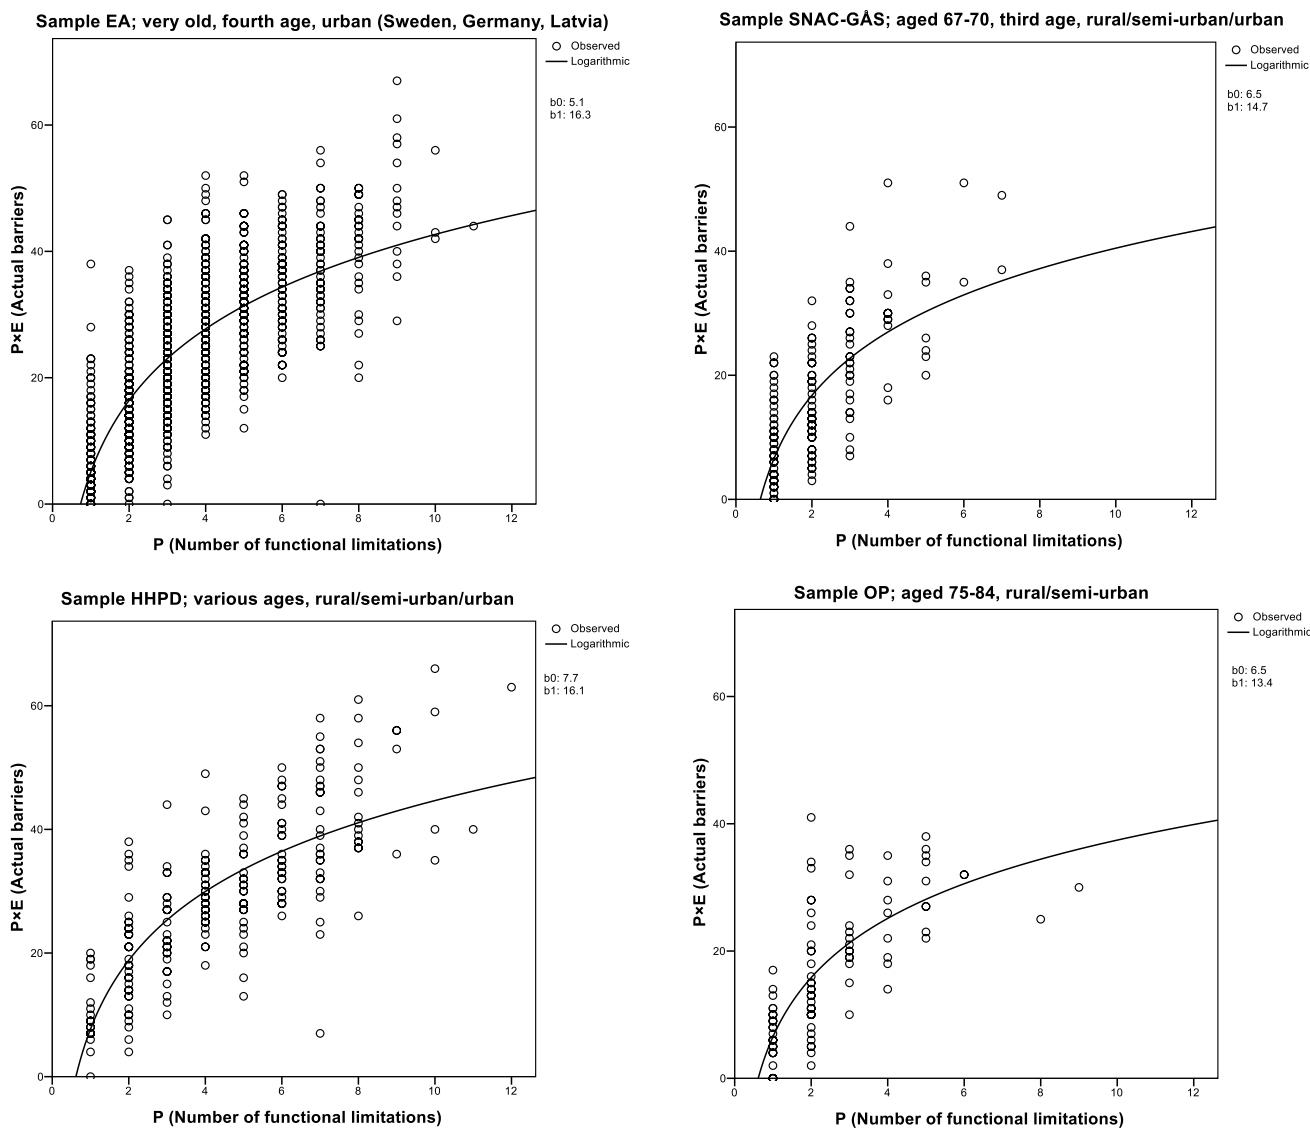 Sample EA; very old, fourth age, urban (Sweden, Germany, Latvia)
Observed
Logarithmic
b0: 5.1
b1: 16.3
P×E (Actual barriers)
60
40
20
0
0 2 4 6 8 10 12
P (Number of functional limitations)
Sample SNAC-GÅS; aged 67-70, third age, rural/semi-urban/urban
Observed
Logarithmic
b0: 6.5
b1: 14.7
P×E (Actual barriers)
60
40
20
0
0 2 4 6 8 10 12
P (Number of functional limitations)
Sample HHPD; various ages, rural/semi-urban/urban
Observed
Logarithmic
b0: 7.7
b1: 16.1
P×E (Actual barriers)
60
40
20
0
0 2 4 6 8 10 12
P (Number of functional limitations)
Sample OP; aged 75-84, rural/semi-urban
Observed
Logarithmic
b0: 6.5
b1: 13.4
P×E (Actual barriers)
60
40
20
0
0 2 4 6 8 10 12
P (Number of functional limitations)